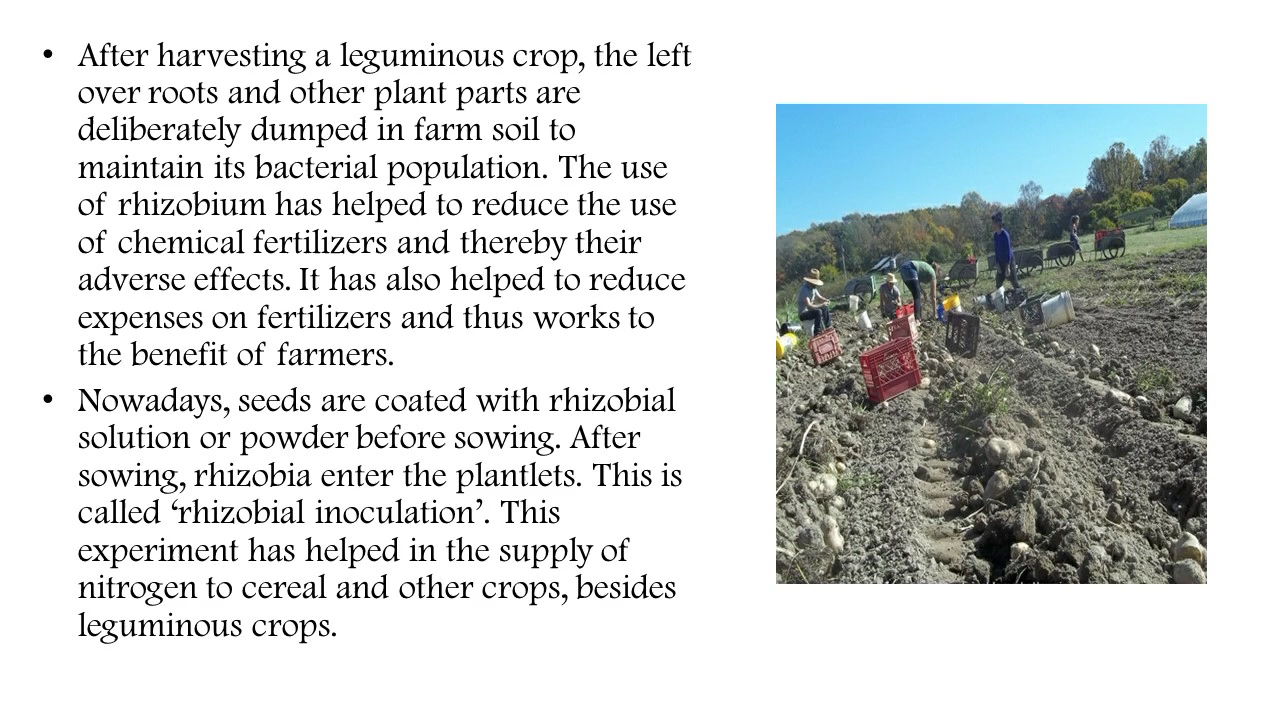 • After harvesting a leguminous crop, the left
over roots and other plant parts are
deliberately dumped in farm soil to
maintain its bacterial population. The use
of rhizobium has helped to reduce the use
of chemical fertilizers and thereby their
adverse effects. It has also helped to reduce
expenses on fertilizers and thus works to
the benefit of farmers.
• Nowadays, seeds are coated with rhizobial
solution or powder before sowing. After
sowing, rhizobia enter the plantlets. This is
called ‘rhizobial inoculation’. This
experiment has helped in the supply of
nitrogen to cereal and other crops, besides
leguminous crops.